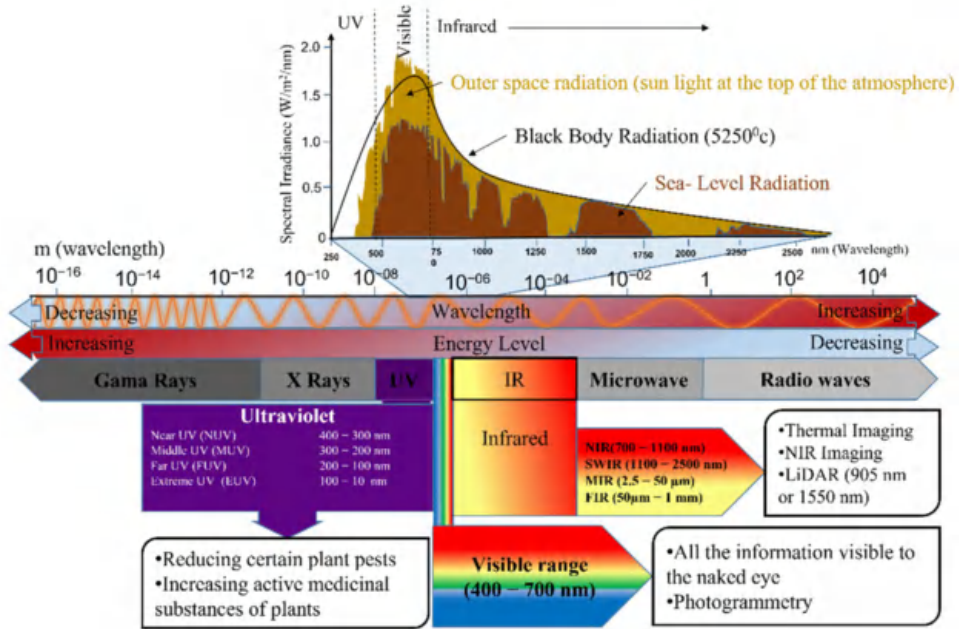 UV
Visible
Infrared
Spectral Irradiance (W/m²/nm)
2.0
1.5
1.0
0.5
0
Outer space radiation (sun light at the top of the atmosphere)
Black Body Radiation (5250⁰c)
Sea- Level Radiation
250
500
75
0
1000
1250
1500
1750
2000
2500
nm (Wavelength)
m (wavelength)
10−16
10−14
10−12
10−10
10−08
10−06
10−04
10−02
1
10²
10⁴
Decreasing
Wavelength
Increasing
Increasing
Energy Level
Decreasing
Gama Rays
X Rays
UV
IR
Microwave
Radio waves
Ultraviolet
Near UV (NUV) 400 – 300 nm
Middle UV (MUV) 300 – 200 nm
Far UV (FUV) 200 – 100 nm
Extreme UV (EUV) 100 – 10 nm
Infrared
NIR(700 – 1100 nm)
SWIR (1100 – 2500 nm)
MIR (2.5 – 50 µm)
FIR (50µm – 1 mm)
•Thermal Imaging
•NIR Imaging
•LiDAR (905 nm
or 1550 nm)
•Reducing certain plant pests
•Increasing active medicinal
substances of plants
Visible range
(400 – 700 nm)
•All the information visible to
the naked eye
•Photogrammetry